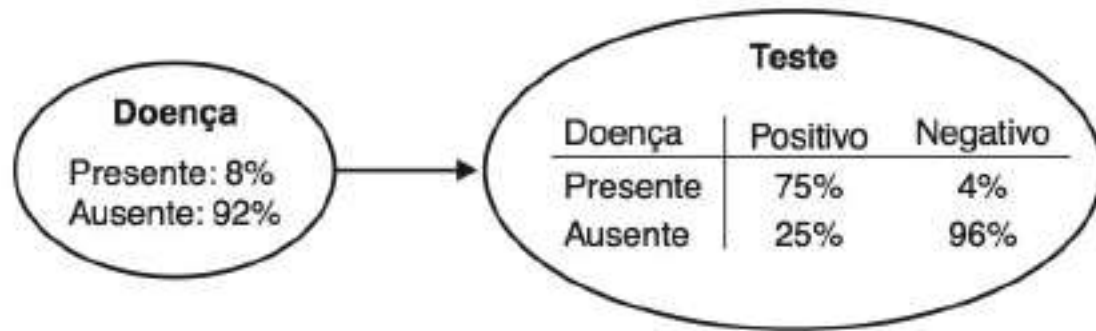 Doença
Presente: 8%
Ausente: 92%
Teste
Doença Positivo Negativo
Presente 75% 4%
Ausente 25% 96%